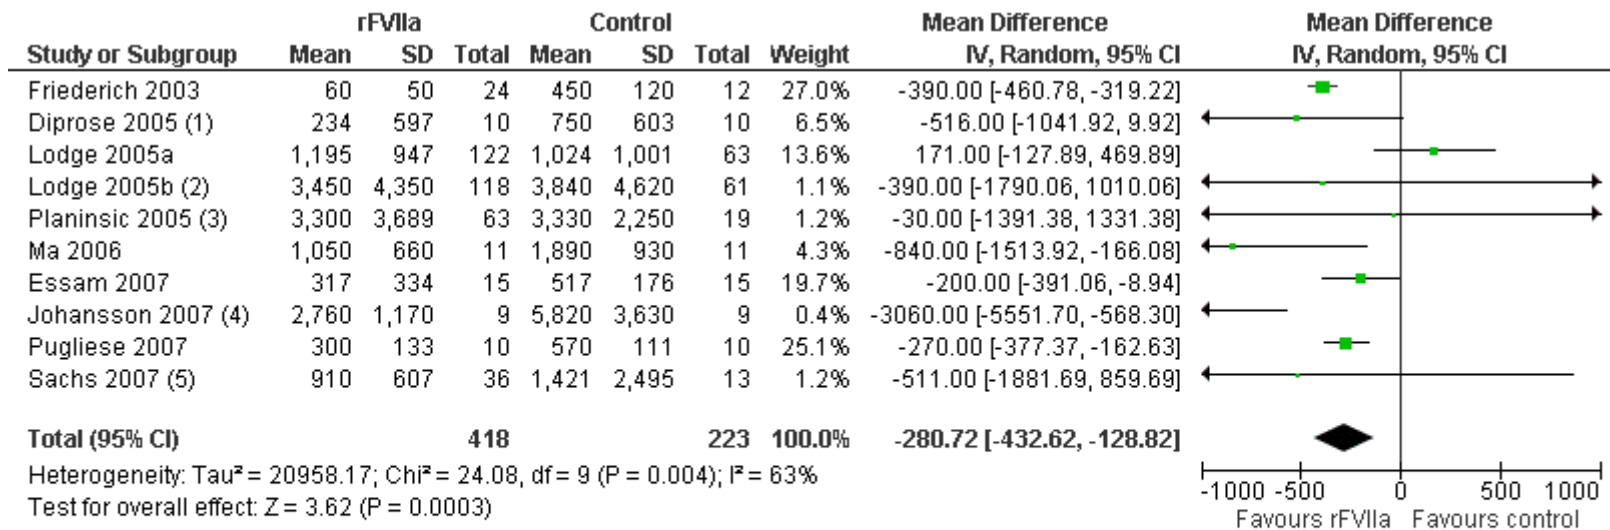 rFVIIa Control Mean Difference Mean Difference
Study or Subgroup Mean SD Total Mean SD Total Weight IV, Random, 95% CI IV, Random, 95% CI
Friederich 2003 60 50 24 450 120 12 27.0% -390.00 [-460.78, -319.22]
Diprose 2005 (1) 234 597 10 750 603 10 6.5% -516.00 [-1041.92, 9.92]
Lodge 2005a 1,195 947 122 1,024 1,001 63 13.6% 171.00 [-127.89, 469.89]
Lodge 2005b (2) 3,450 4,350 118 3,840 4,620 61 1.1% -390.00 [-1790.06, 1010.06]
Planinsic 2005 (3) 3,300 3,689 63 3,330 2,250 19 1.2% -30.00 [-1391.38, 1331.38]
Ma 2006 1,050 660 11 1,890 930 11 4.3% -840.00 [-1513.92, -166.08]
Essam 2007 317 334 15 517 176 15 19.7% -200.00 [-391.06, -8.94]
Johansson 2007 (4) 2,760 1,170 9 5,820 3,630 9 0.4% -3060.00 [-5551.70, -568.30]
Pugliese 2007 300 133 10 570 111 10 25.1% -270.00 [-377.37, -162.63]
Sachs 2007 (5) 910 607 36 1,421 2,495 13 1.2% -511.00 [-1881.69, 859.69]
Total (95% CI) 418 223 100.0% -280.72 [-432.62, -128.82]
Heterogeneity: Tau² = 20958.17; Chi² = 24.08, df = 9 (P = 0.004); I² = 63%
Test for overall effect: Z = 3.62 (P = 0.0003)
-1000 -500 0 500 1000
Favours rFVIIa Favours control